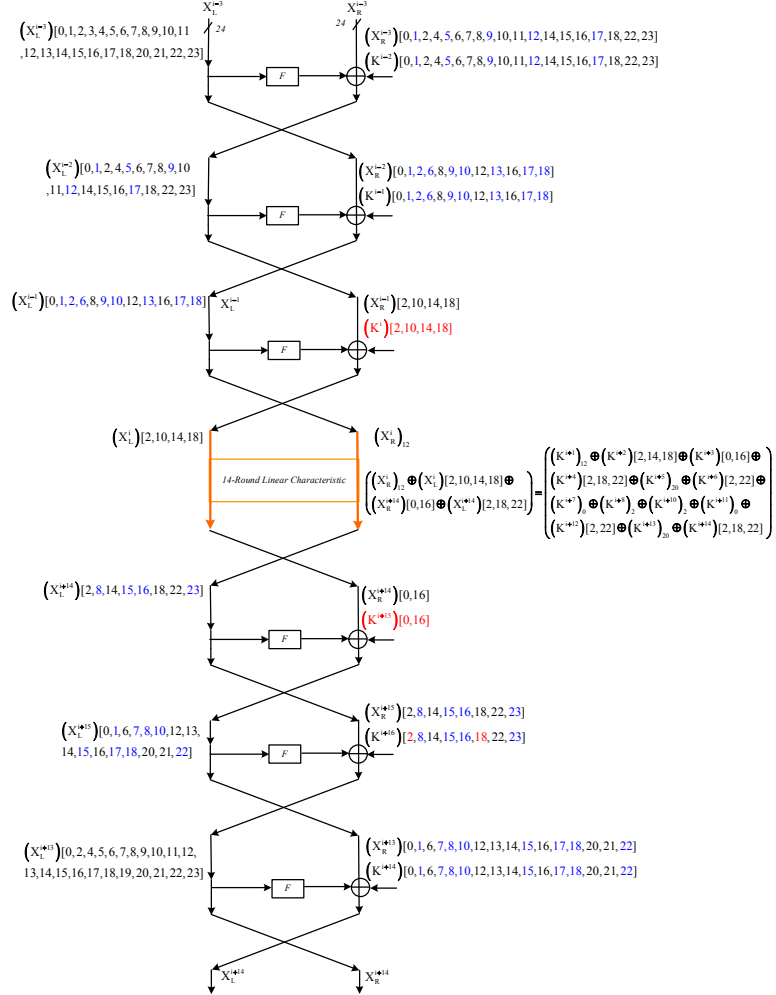 X_L^{i-3} X_R^{i-3}
24 24
(X_L^{i-3})[0,1,2,3,4,5,6,7,8,9,10,11
,12,13,14,15,16,17,18,20,21,22,23]
(X_R^{i-3})[0,1,2,4,5,6,7,8,9,10,11,12,14,15,16,17,18,22,23]
(K^{i-2})[0,1,2,4,5,6,7,8,9,10,11,12,14,15,16,17,18,22,23]
F
(X_L^{i-2})[0,1,2,4,5,6,7,8,9,10
,11,12,14,15,16,17,18,22,23]
(X_R^{i-2})[0,1,2,6,8,9,10,12,13,16,17,18]
(K^{i-1})[0,1,2,6,8,9,10,12,13,16,17,18]
F
(X_L^{i-1})[0,1,2,6,8,9,10,12,13,16,17,18] X_L^{i-1}
(X_R^{i-1})[2,10,14,18]
(K^i)[2,10,14,18]
F
(X_L^i)[2,10,14,18] (X_R^i)_{12}
14-Round Linear Characteristic
(X_R^i)_{12}⊕(X_L^i)[2,10,14,18]⊕
(X_R^{i+14})[0,16]⊕(X_L^{i+14})[2,18,22]
=
(K^{i+1})_{12}⊕(K^{i+2})[2,14,18]⊕(K^{i+3})[0,16]⊕
(K^{i+4})[2,18,22]⊕(K^{i+5})_{20}⊕(K^{i+6})[2,22]⊕
(K^{i+7})_0⊕(K^{i+8})_2⊕(K^{i+10})_2⊕(K^{i+11})_0⊕
(K^{i+12})[2,22]⊕(K^{i+13})_{20}⊕(K^{i+14})[2,18,22]
(X_L^{i+14})[2,8,14,15,16,18,22,23]
(X_R^{i+14})[0,16]
(K^{i+15})[0,16]
F
(X_L^{i+15})[0,1,6,7,8,10,12,13,
14,15,16,17,18,20,21,22]
(X_R^{i+15})[2,8,14,15,16,18,22,23]
(K^{i+16})[2,8,14,15,16,18,22,23]
F
(X_L^{i+13})[0,2,4,5,6,7,8,9,10,11,12,
13,14,15,16,17,18,19,20,21,22,23]
(X_R^{i+13})[0,1,6,7,8,10,12,13,14,15,16,17,18,20,21,22]
(K^{i+14})[0,1,6,7,8,10,12,13,14,15,16,17,18,20,21,22]
F
X_L^{i+14} X_R^{i+14}